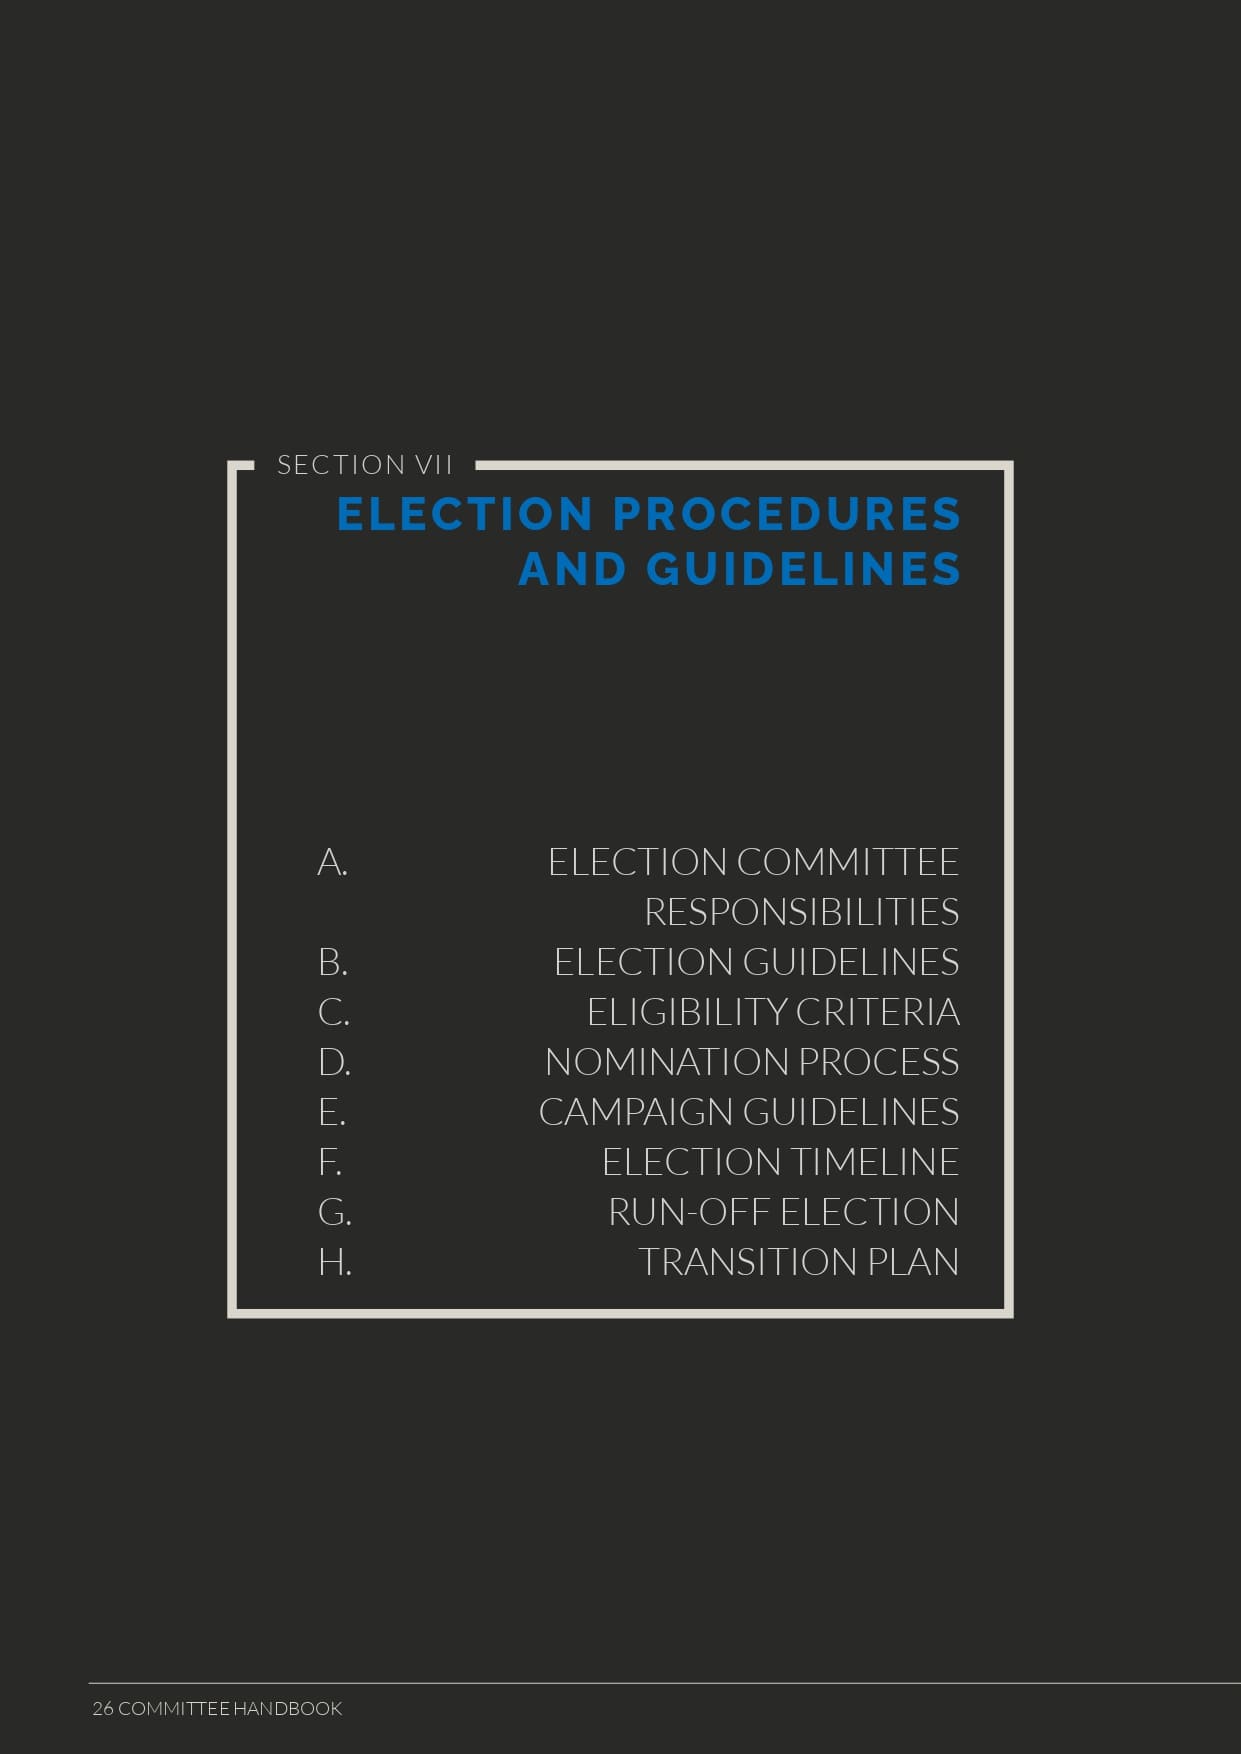 SECTION VII
ELECTION PROCEDURES
AND GUIDELINES
A. ELECTION COMMITTEE
RESPONSIBILITIES
B. ELECTION GUIDELINES
C. ELIGIBILITY CRITERIA
D. NOMINATION PROCESS
E. CAMPAIGN GUIDELINES
F. ELECTION TIMELINE
G. RUN-OFF ELECTION
H. TRANSITION PLAN
26 COMMITTEE HANDBOOK